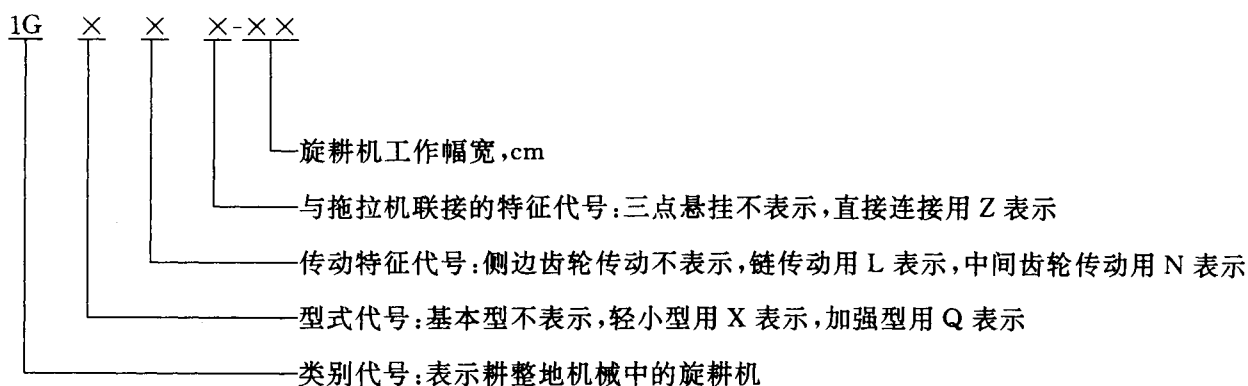 1G × × ×-××
旋耕机工作幅宽,cm
与拖拉机联接的特征代号:三点悬挂不表示,直接连接用 Z 表示
传动特征代号:侧边齿轮传动不表示,链传动用 L 表示,中间齿轮传动用 N 表示
型式代号:基本型不表示,轻小型用 X 表示,加强型用 Q 表示
类别代号:表示耕整地机械中的旋耕机